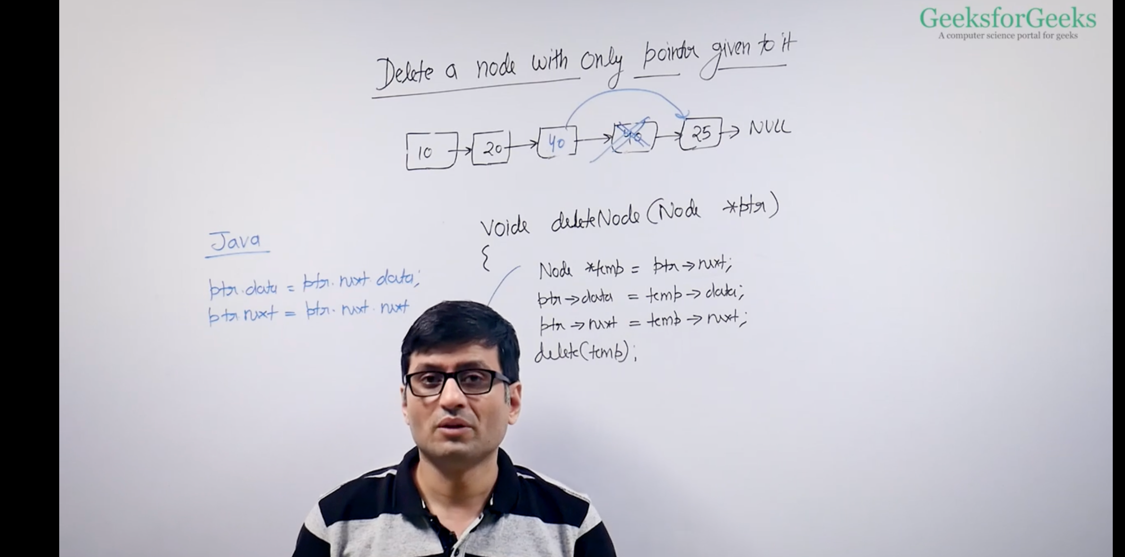 GeeksforGeeks
A computer science portal for geeks
Delete a node with only pointer given to it
10 20 40 40 25 NULL
Java
ptr.data = ptr.next.data;
ptr.next = ptr.next.next
Voide deleteNode(Node *ptr)
{
Node *temp = ptr→next;
ptr→data = temp→data;
ptr→next = temp→next;
delete(temp);